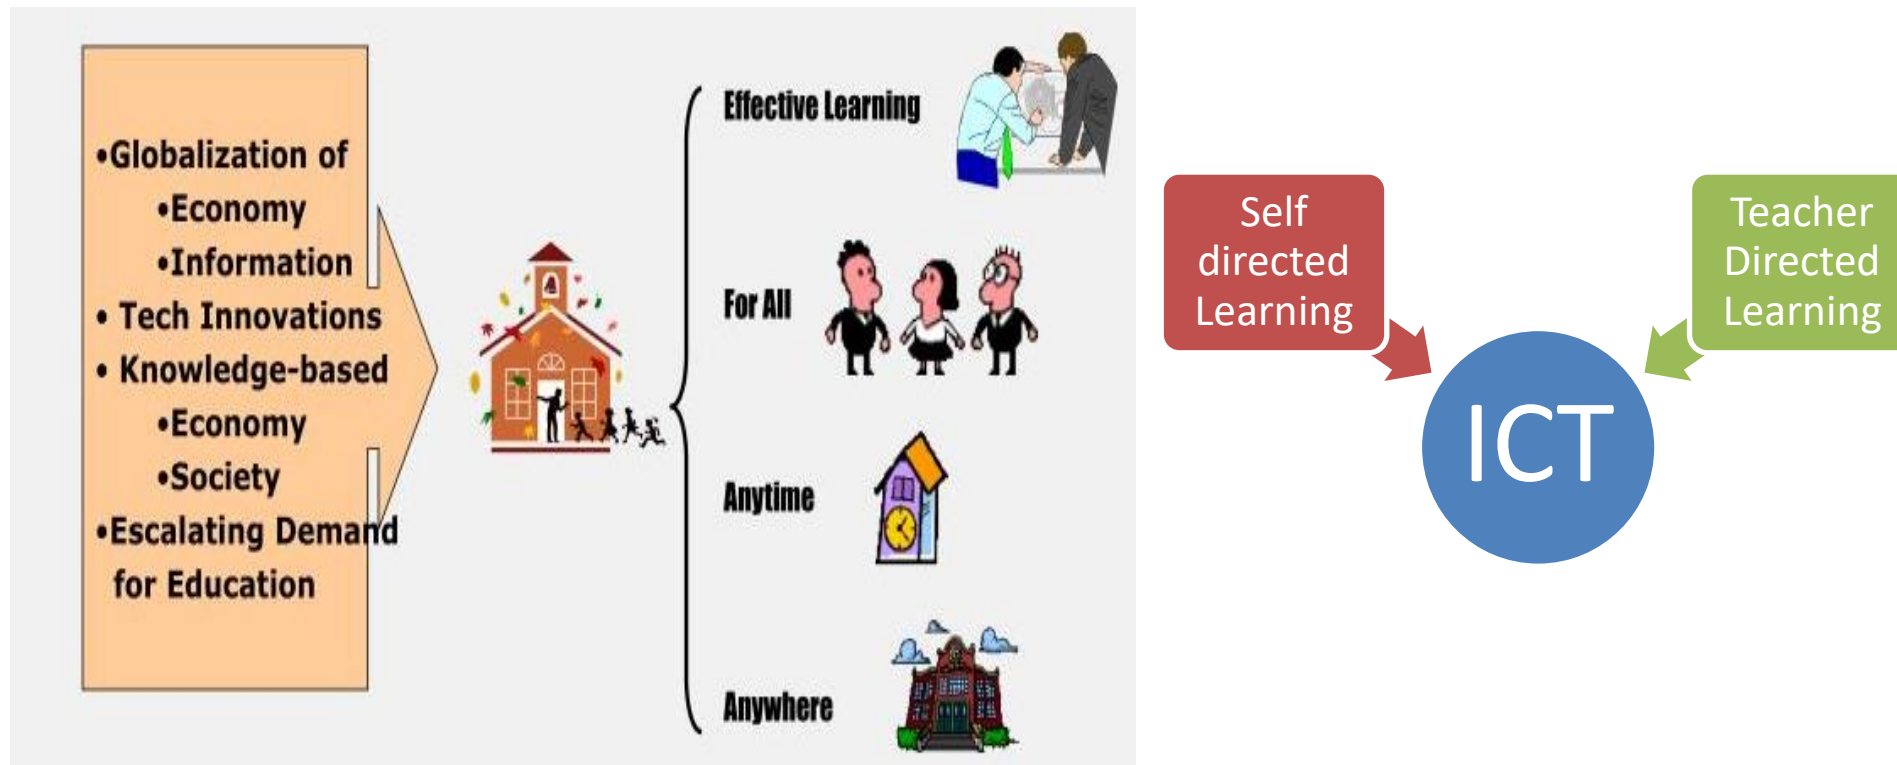 •Globalization of
•Economy
•Information
• Tech Innovations
• Knowledge-based
•Economy
•Society
•Escalating Demand
for Education
Effective Learning
For All
Anytime
Anywhere
Self
directed
Learning
Teacher
Directed
Learning
ICT